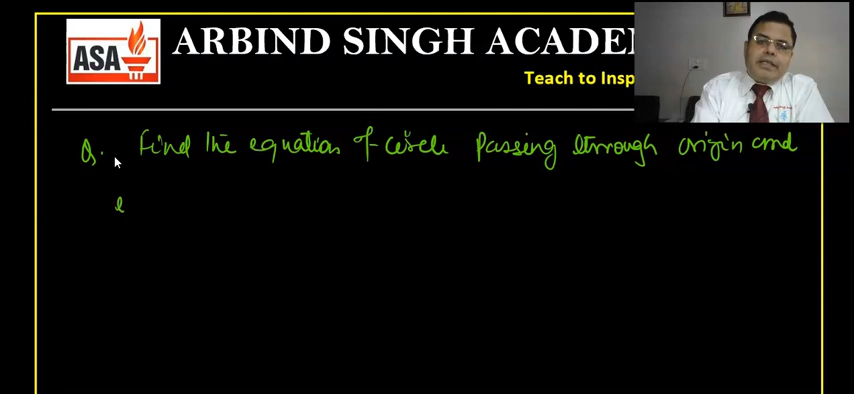 ASA
ARBIND SINGH ACADE
Teach to Insp
Q. Find the equation of circle passing through origin and